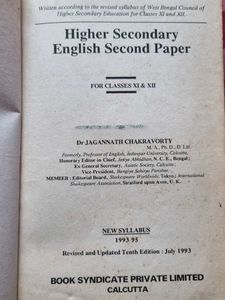 Written according to the revised syllabus of West Bengal Council of
Higher Secondary Education for Classes XI and XII.
Higher Secondary
English Second Paper
FOR CLASSES XI & XII
Dr JAGANNATH CHAKRAVORTY
M.A., Ph. D., D Litt
Formerly, Professor of English, Jadavpur University, Calcutta,
Honorary Editor in Chief, Jatiya Abhidhan, N. C. E., Bengal;
Ex General Secretary, Asiatic Society, Calcutta;
Vice President, Bangiya Sahitya Parishat;
MEMBER : Editorial Board, Shakespeare Worldwide, Tokyo; International
Shakespeare Association, Stratford upon Avon, U. K.
NEW SYLLABUS
1993-95
Revised and Updated Tenth Edition : July 1993
BOOK SYNDICATE PRIVATE LIMITED
CALCUTTA